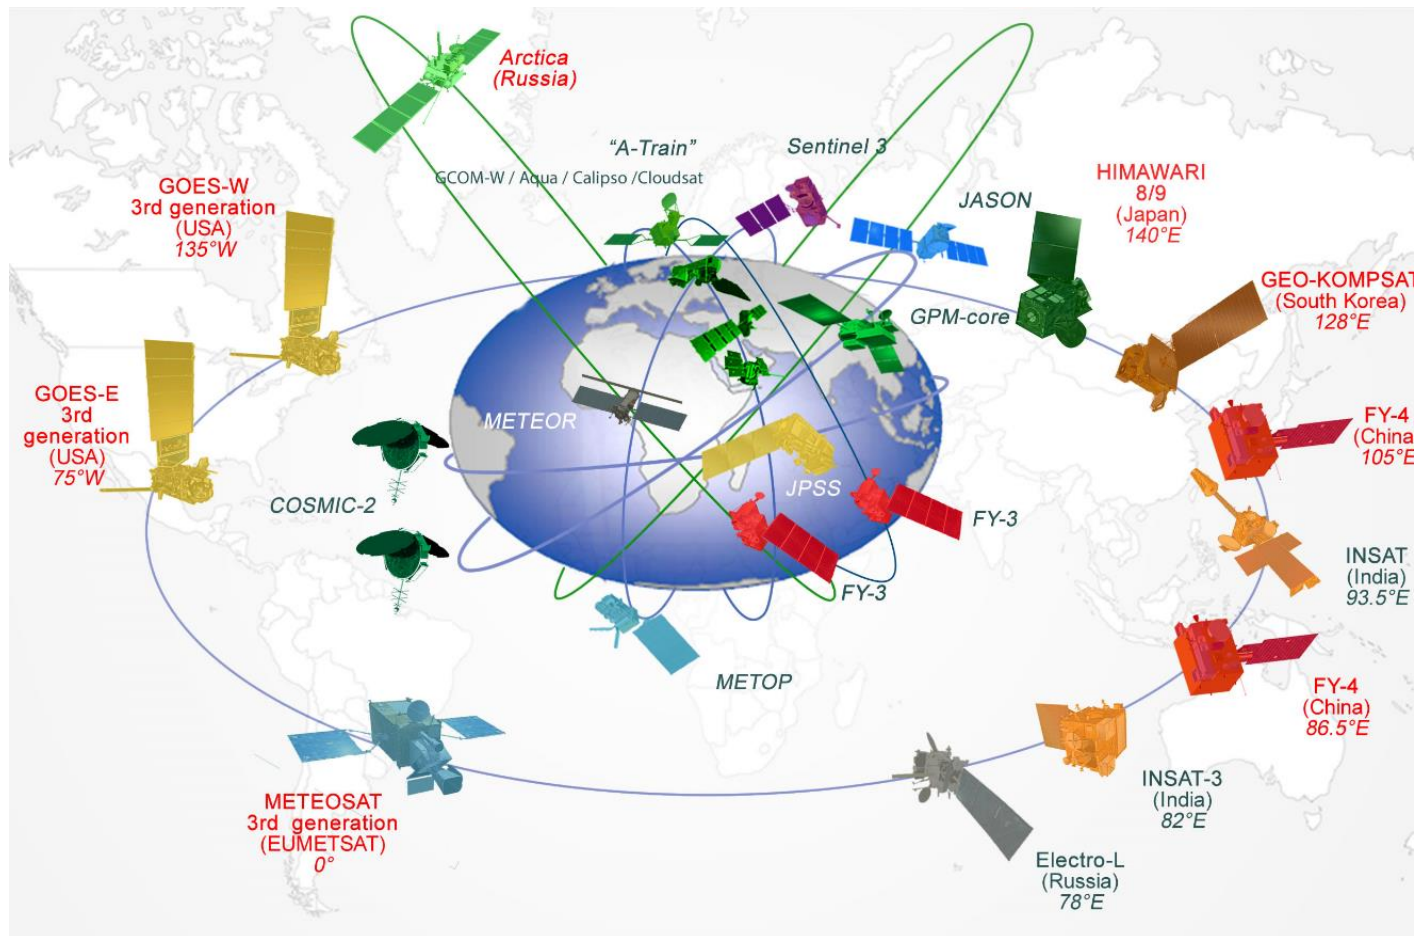 Arctica
(Russia)
"A-Train"
GCOM-W / Aqua / Calipso /Cloudsat
Sentinel 3
JASON
HIMAWARI
8/9
(Japan)
140°E
GOES-W
3rd generation
(USA)
135°W
GEO-KOMPSAT
(South Korea)
128°E
GPM-core
GOES-E
3rd
generation
(USA)
75°W
METEOR
FY-4
(China)
105°E
COSMIC-2
JPSS
FY-3
INSAT
(India)
93.5°E
FY-3
METOP
FY-4
(China)
86.5°E
INSAT-3
(India)
82°E
METEOSAT
3rd generation
(EUMETSAT)
0°
Electro-L
(Russia)
78°E